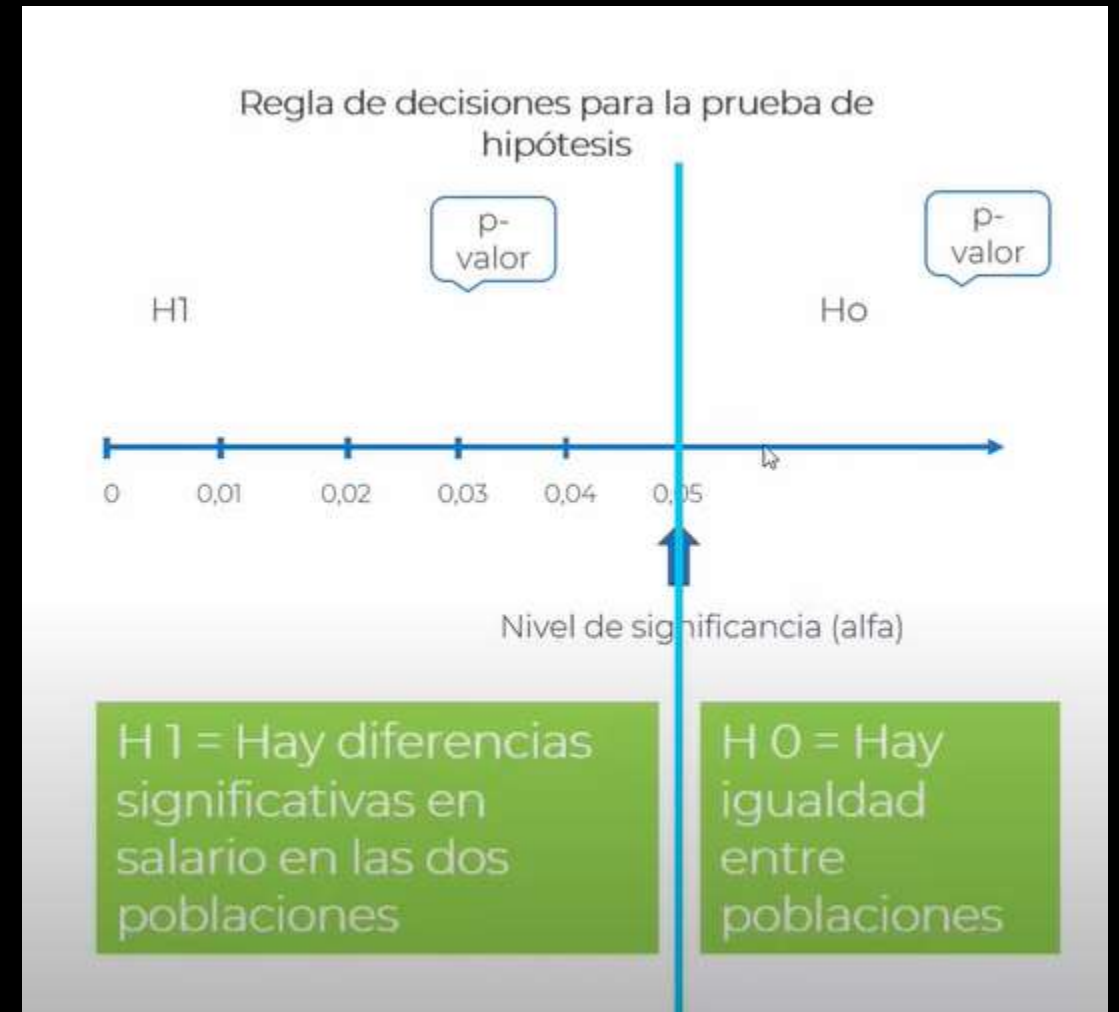 Regla de decisiones para la prueba de
hipótesis
p-
valor
p-
valor
H1
Ho
0
0,01
0,02
0,03
0,04
0,05
Nivel de significancia (alfa)
H 1 = Hay diferencias
significativas en
salario en las dos
poblaciones
H 0 = Hay
igualdad
entre
poblaciones